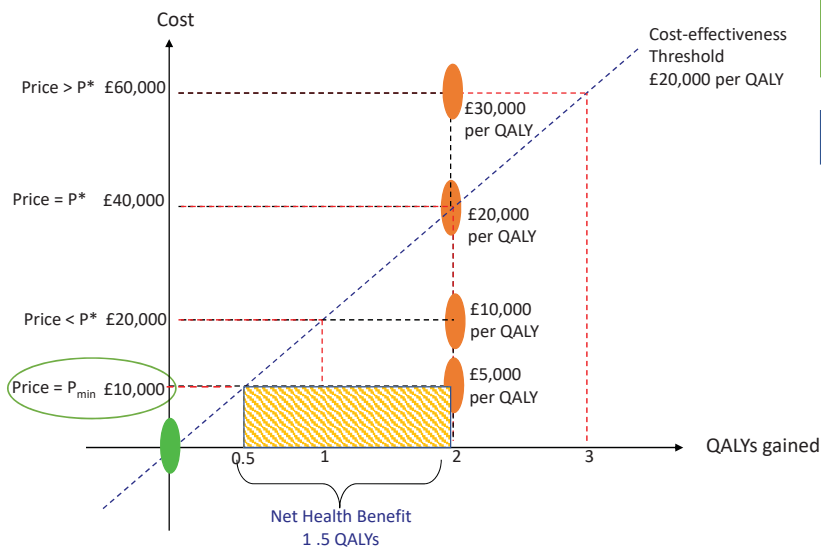 Cost
Cost-effectiveness
Threshold
£20,000 per QALY
Price > P* £60,000
£30,000
per QALY
Price = P* £40,000
£20,000
per QALY
Price < P* £20,000
£10,000
per QALY
Price = Pmin £10,000
£5,000
per QALY
0.5 1 2 3
QALYs gained
Net Health Benefit
1 .5 QALYs